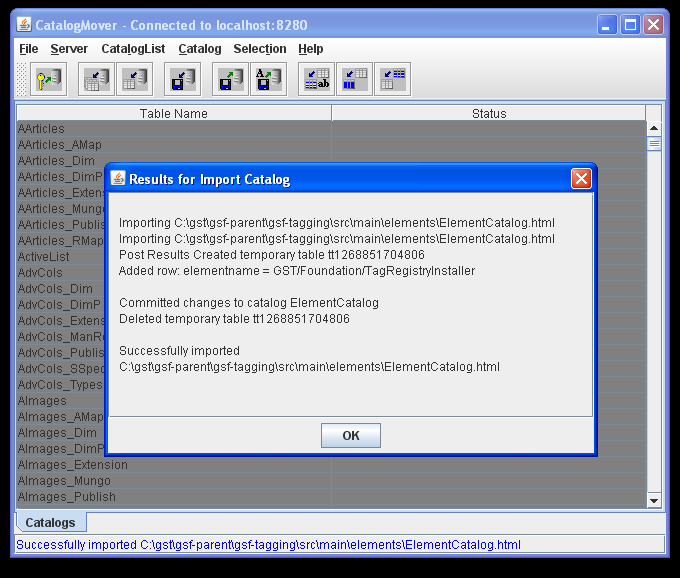 CatalogMover - Connected to localhost:8280
File Server CatalogList Catalog Selection Help
A
ab
Table Name Status
AArticles
AArticles_AMap
AArticles_Dim
AArticles_DimP
AArticles_Exten
AArticles_Mungo
AArticles_Publis
AArticles_RMap
ActiveList
AdvCols
AdvCols_Dim
AdvCols_DimP
AdvCols_Extens
AdvCols_ManRe
AdvCols_Publis
AdvCols_SSpec
AdvCols_Types
AImages
AImages_AMap
AImages_Dim
AImages_DimP
AImages_Extension
AImages_Mungo
AImages_Publish
Results for Import Catalog
Importing C:\gst\gsf-parent\gsf-tagging\src\main\elements\ElementCatalog.html
Importing C:\gst\gsf-parent\gsf-tagging\src\main\elements\ElementCatalog.html
Post Results Created temporary table tt1268851704806
Added row: elementname = GST/Foundation/TagRegistryInstaller
Committed changes to catalog ElementCatalog
Deleted temporary table tt1268851704806
Successfully imported
C:\gst\gsf-parent\gsf-tagging\src\main\elements\ElementCatalog.html
OK
Catalogs
Successfully imported C:\gst\gsf-parent\gsf-tagging\src\main\elements\ElementCatalog.html